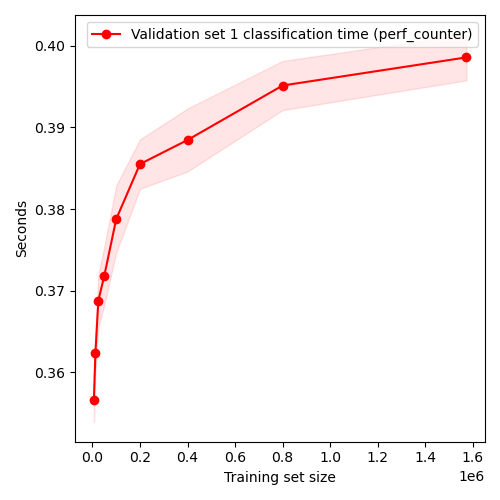 Validation set 1 classification time (perf_counter)
0.40
0.39
0.38
0.37
0.36
Seconds
0.0 0.2 0.4 0.6 0.8 1.0 1.2 1.4 1.6
1e6
Training set size